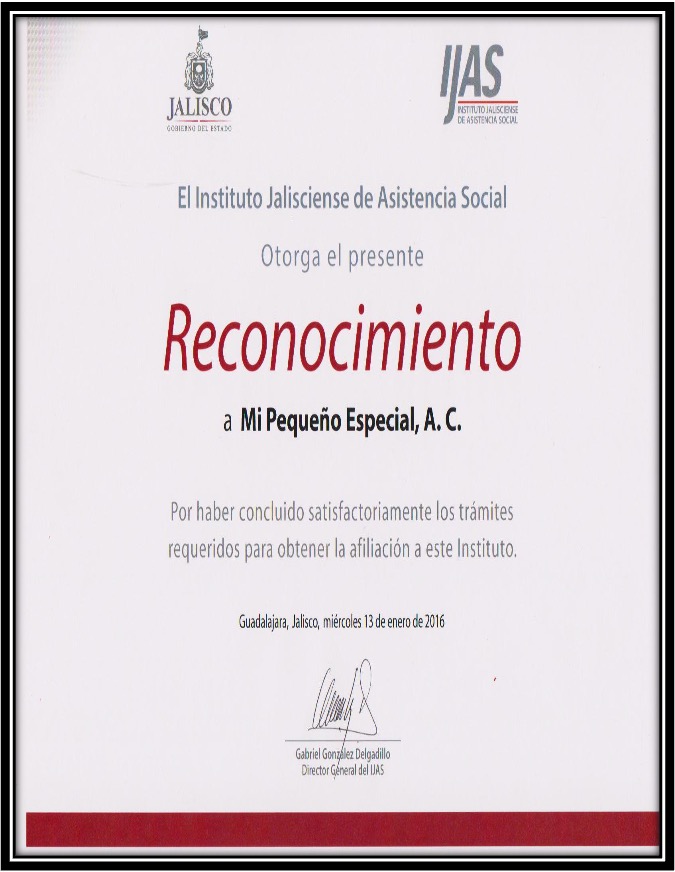 JALISCO
GOBIERNO DEL ESTADO
IJAS
INSTITUTO JALISCIENSE
DE ASISTENCIA SOCIAL
El Instituto Jalisciense de Asistencia Social
Otorga el presente
Reconocimiento
a Mi Pequeño Especial, A. C.
Por haber concluido satisfactoriamente los trámites
requeridos para obtener la afiliación a este Instituto.
Guadalajara, Jalisco, miércoles 13 de enero de 2016
Gabriel González Delgadillo
Director General del IJAS